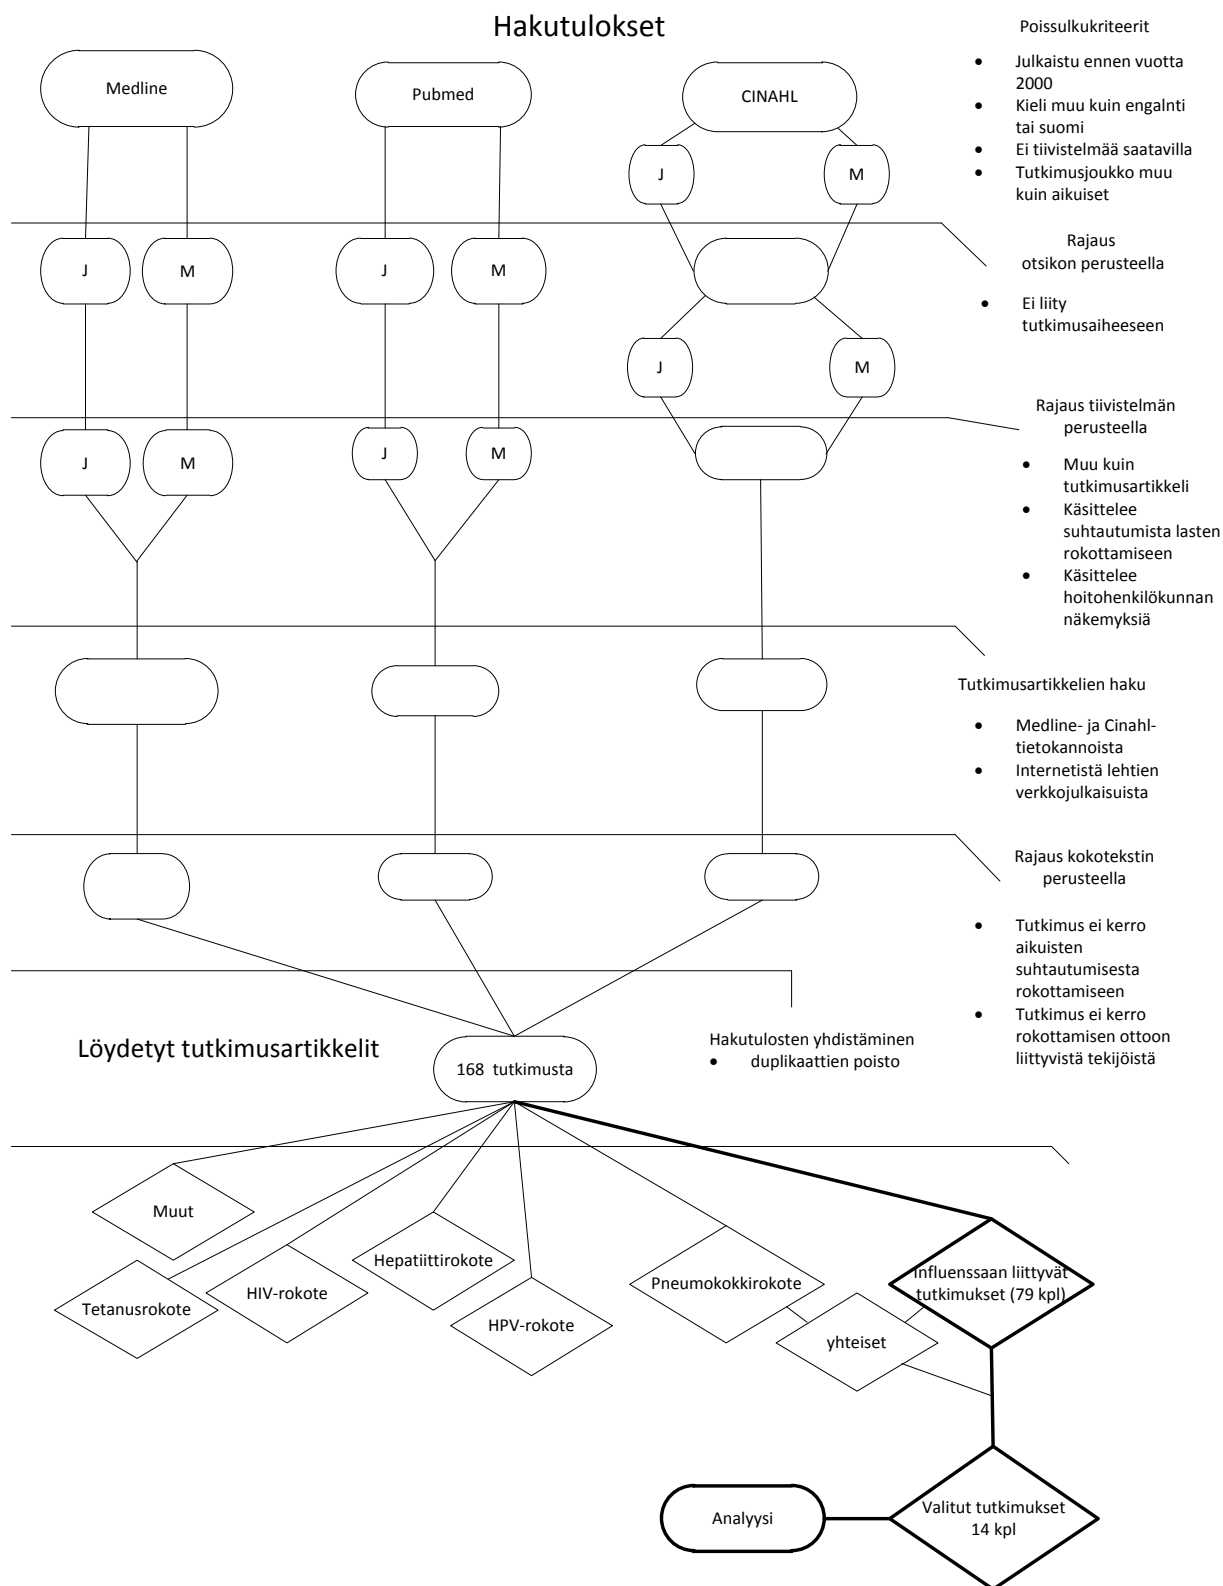 Hakutulokset
Medline
Pubmed
CINAHL
J
M
J
M
J
M
J
M
J
M
J
M
Poissulkukriteerit
• Julkaistu ennen vuotta
2000
• Kieli muu kuin engalnti
tai suomi
• Ei tiivistelmää saatavilla
• Tutkimusjoukko muu
kuin aikuiset
Rajaus
otsikon perusteella
• Ei liity
tutkimusaiheeseen
J
M
J
M
Rajaus tiivistelmän
perusteella
• Muu kuin
tutkimusartikkeli
• Käsittelee
suhtautumista lasten
rokottamiseen
• Käsittelee
hoitohenkilökunnan
näkemyksiä
Tutkimusartikkelien haku
• Medline- ja Cinahl-
tietokannoista
• Internetistä lehtien
verkkojulkaisuista
Rajaus kokotekstin
perusteella
• Tutkimus ei kerro
aikuisten
suhtautumisesta
rokottamiseen
• Tutkimus ei kerro
rokottamisen ottoon
liittyvistä tekijöistä
Hakutulosten yhdistäminen
• duplikaattien poisto
Löydetyt tutkimusartikkelit
168 tutkimusta
Muut
Tetanusrokote
HIV-rokote
Hepatiittirokote
HPV-rokote
Pneumokokkirokote
yhteiset
Influenssaan liittyvät
tutkimukset (79 kpl)
Valitut tutkimukset
14 kpl
Analyysi